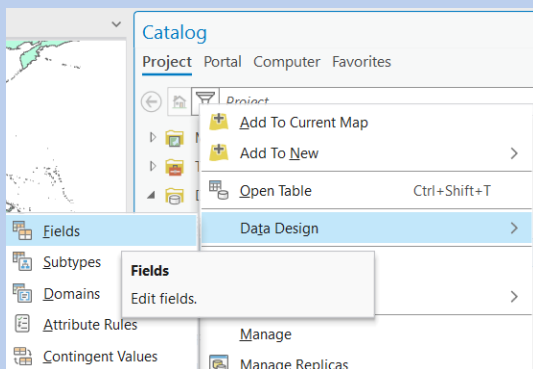 Catalog
Project Portal Computer Favorites
Project
Add To Current Map
Add To New
Open Table Ctrl+Shift+T
Data Design
Fields
Subtypes
Domains
Attribute Rules
Contingent Values
Fields
Edit fields.
Manage
Manage Replicas